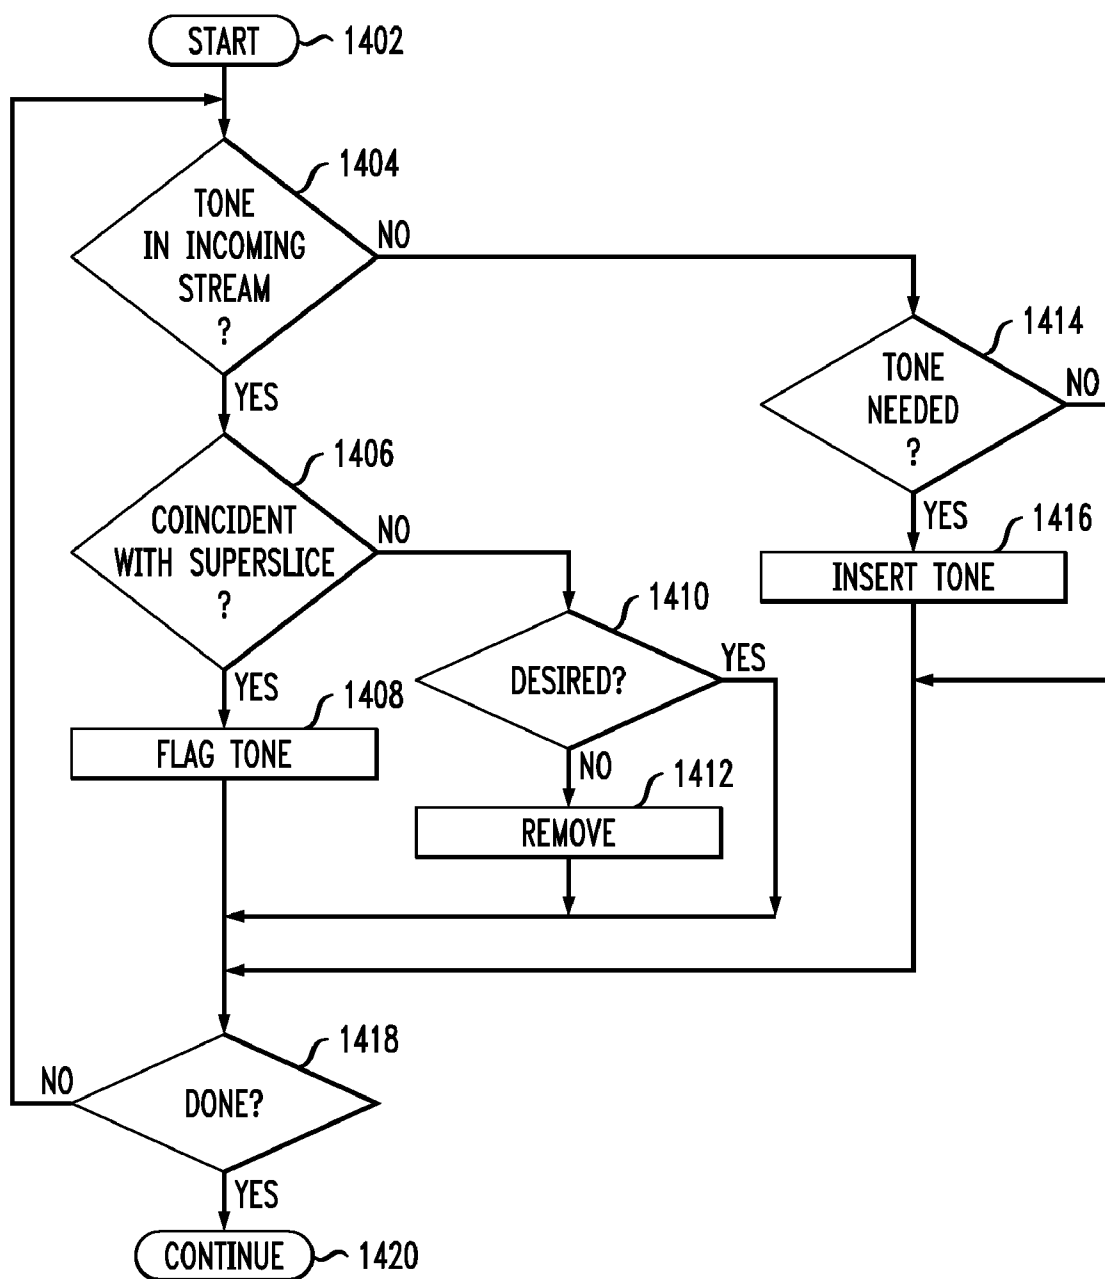 START
1402
1404
TONE
IN INCOMING
STREAM
?
NO
YES
1414
TONE
NEEDED
?
NO
YES
1406
COINCIDENT
WITH SUPERSLICE
?
NO
YES
1416
INSERT TONE
1410
DESIRED?
YES
NO
1408
FLAG TONE
1412
REMOVE
1418
DONE?
NO
YES
CONTINUE
1420